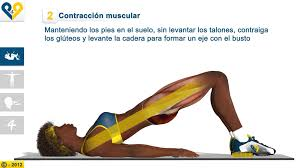 2 Contracción muscular
Manteniendo los pies en el suelo, sin levantar los talones, contraiga
los glúteos y levante la cadera para formar un eje con el busto
© - 2012